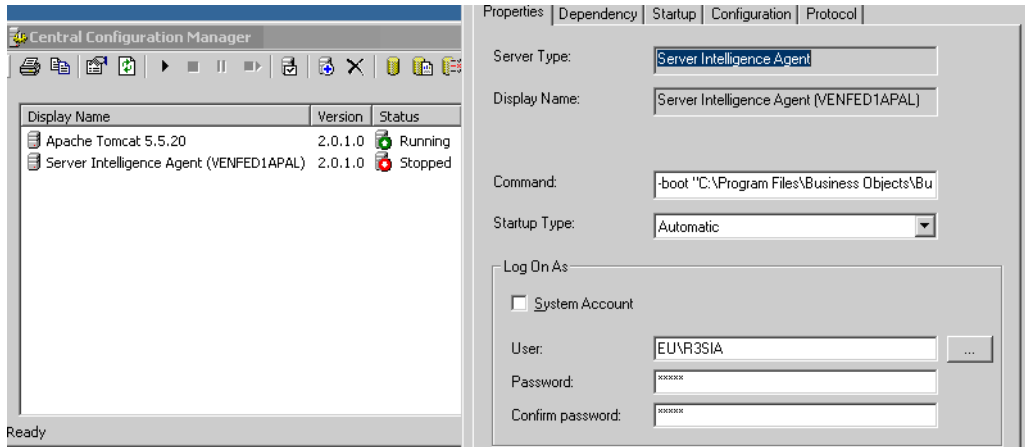 Central Configuration Manager
Display Name Version Status
Apache Tomcat 5.5.20 2.0.1.0 Running
Server Intelligence Agent (VENFED1APAL) 2.0.1.0 Stopped
Ready
Properties Dependency Startup Configuration Protocol
Server Type: Server Intelligence Agent
Display Name: Server Intelligence Agent (VENFED1APAL)
Command: -boot "C:\Program Files\Business Objects\Bu
Startup Type: Automatic
Log On As
System Account
User: EU\R3SIA ...
Password: ×××××
Confirm password: ×××××